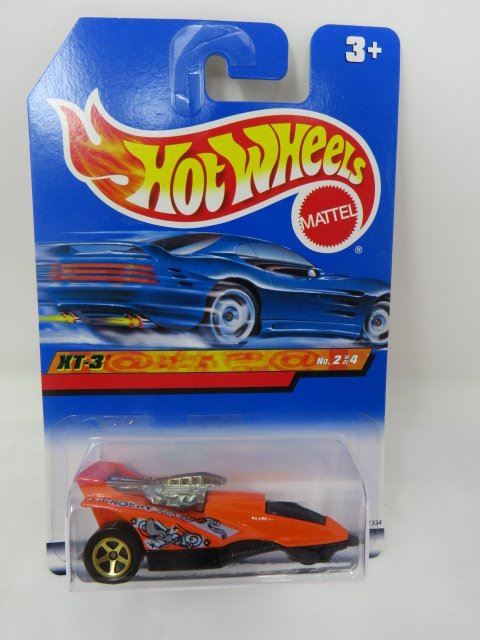 3+
HOT WHEELS
MATTEL
®
XT-3
No. 2 of 4